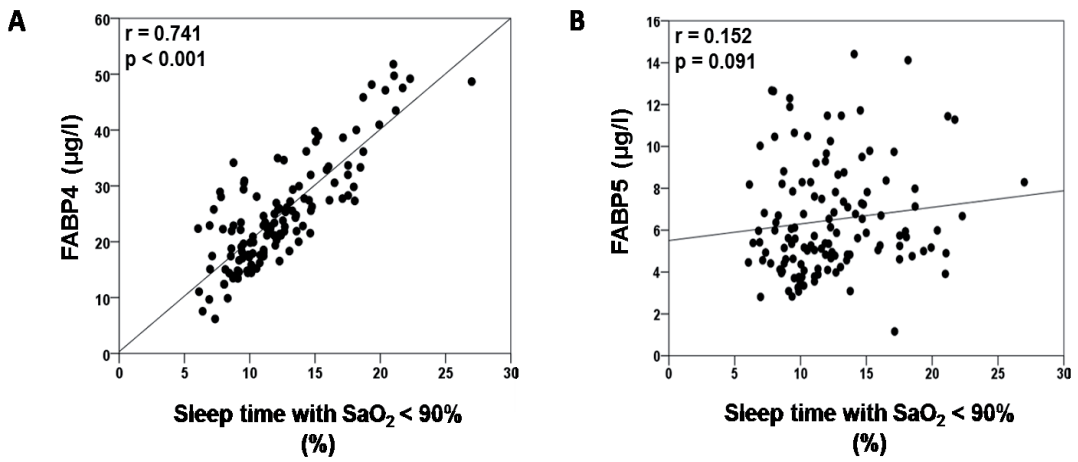 A
r = 0.741
p < 0.001
FABP4 (µg/l)
60
50
40
30
20
10
0
0 5 10 15 20 25 30
Sleep time with SaO₂ < 90%
(%)
B
r = 0.152
p = 0.091
FABP5 (µg/l)
16
14
12
10
8
6
4
2
0
0 5 10 15 20 25 30
Sleep time with SaO₂ < 90%
(%)